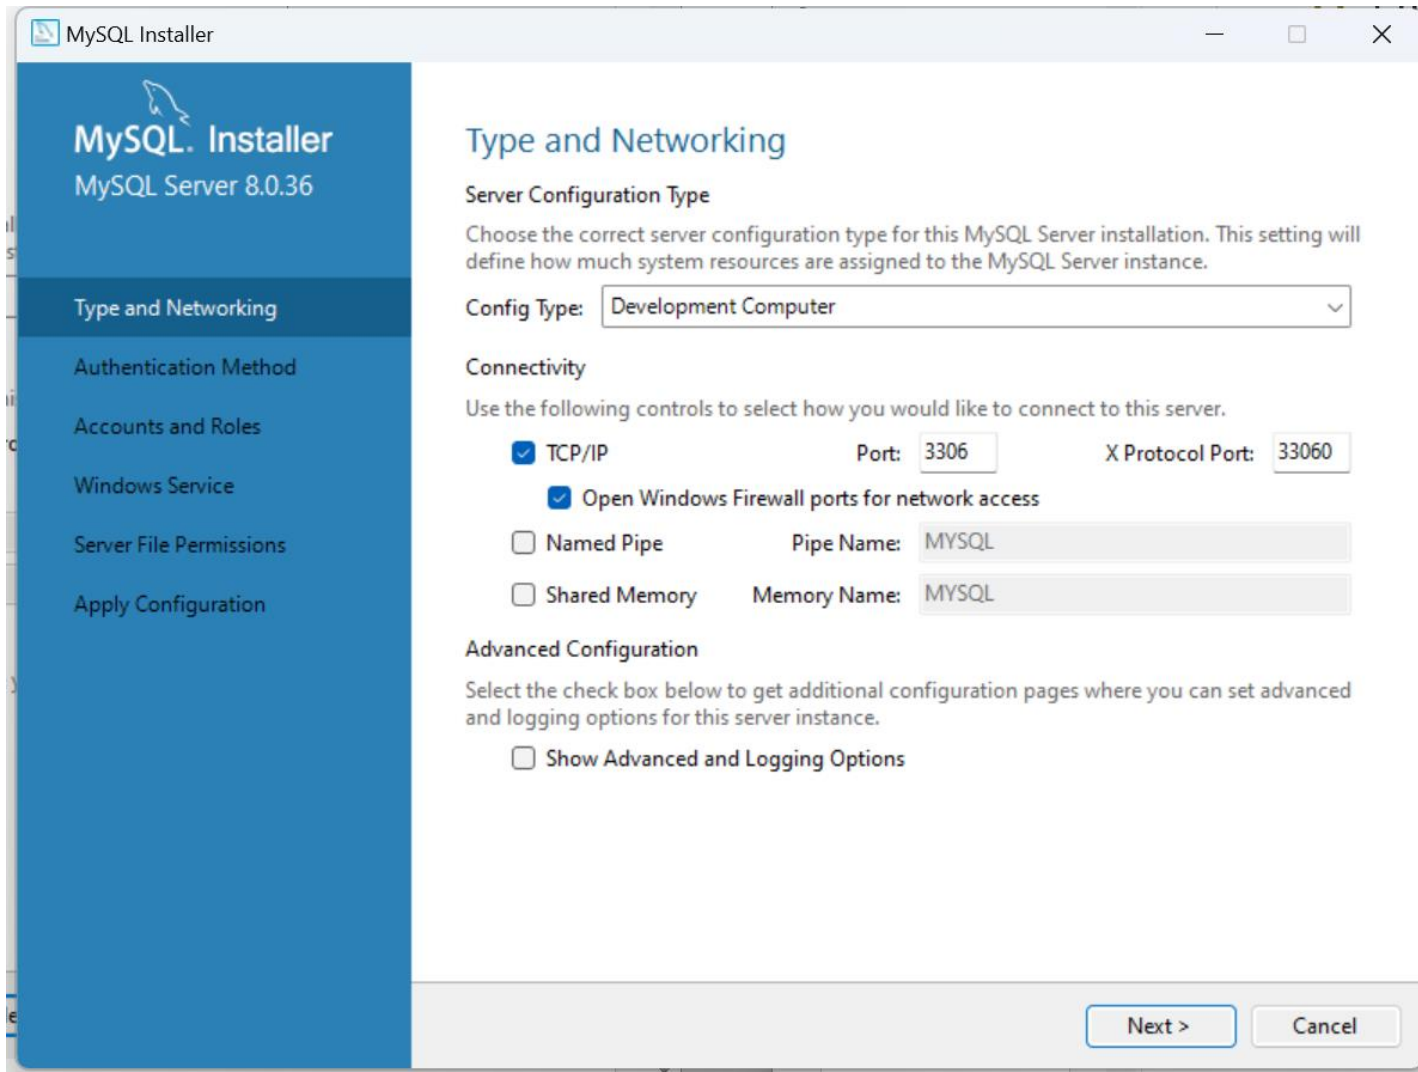 MySQL Installer
MySQL. Installer
MySQL Server 8.0.36
Type and Networking
Authentication Method
Accounts and Roles
Windows Service
Server File Permissions
Apply Configuration
Type and Networking
Server Configuration Type
Choose the correct server configuration type for this MySQL Server installation. This setting will
define how much system resources are assigned to the MySQL Server instance.
Config Type: Development Computer
Connectivity
Use the following controls to select how you would like to connect to this server.
TCP/IP Port: 3306 X Protocol Port: 33060
Open Windows Firewall ports for network access
Named Pipe Pipe Name: MYSQL
Shared Memory Memory Name: MYSQL
Advanced Configuration
Select the check box below to get additional configuration pages where you can set advanced
and logging options for this server instance.
Show Advanced and Logging Options
Next > Cancel